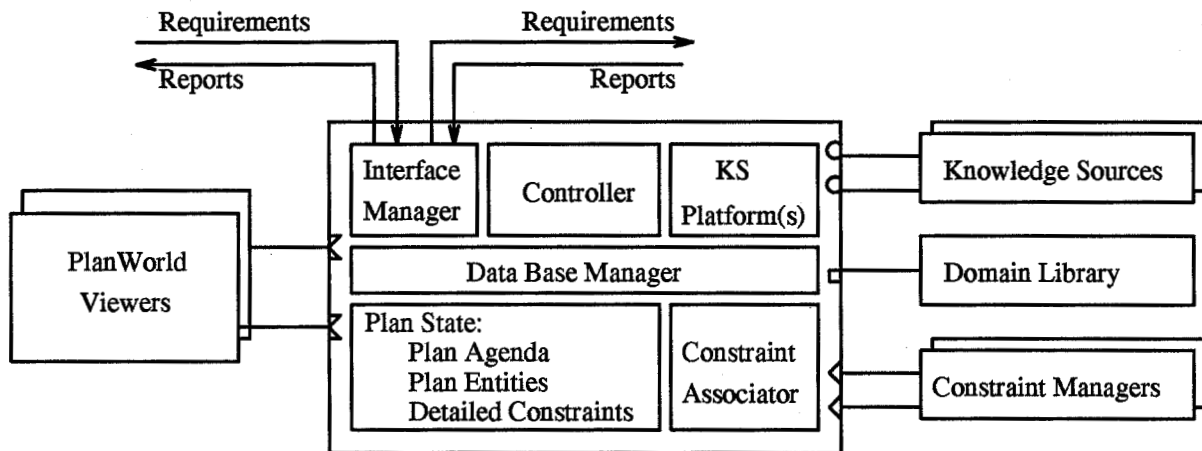 Requirements
Reports
Requirements
Reports
Interface
Manager
Controller
KS
Platform(s)
Knowledge Sources
PlanWorld
Viewers
Data Base Manager
Domain Library
Plan State:
Plan Agenda
Plan Entities
Detailed Constraints
Constraint
Associator
Constraint Managers